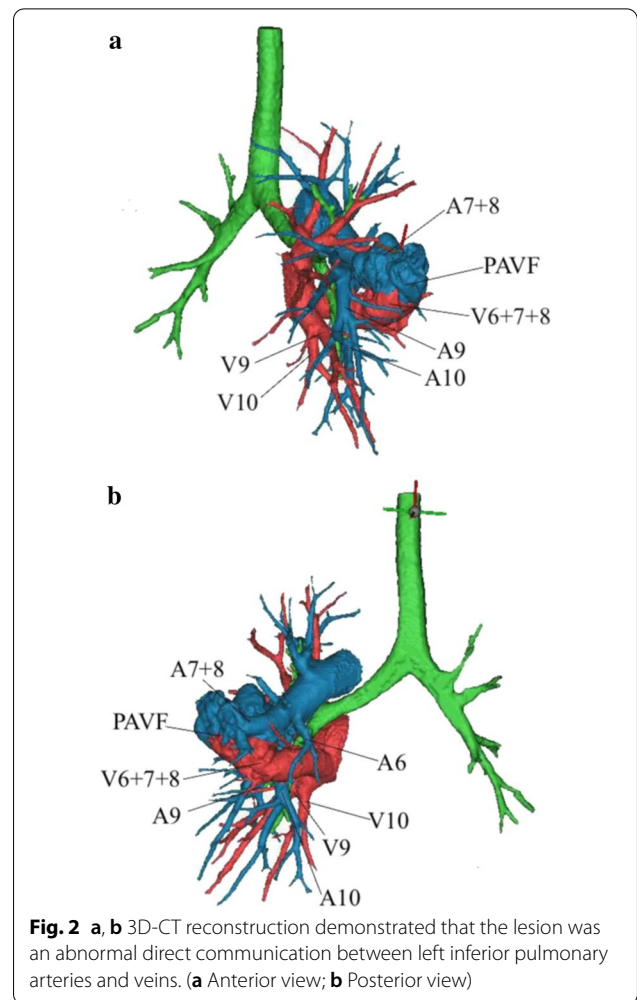 a
A7+8
PAVF
V6+7+8
A9
A10
V9
V10
b
A7+8
PAVF
V6+7+8
A9
A6
V10
V9
A10
Fig. 2 a, b 3D-CT reconstruction demonstrated that the lesion was
an abnormal direct communication between left inferior pulmonary
arteries and veins. (a Anterior view; b Posterior view)